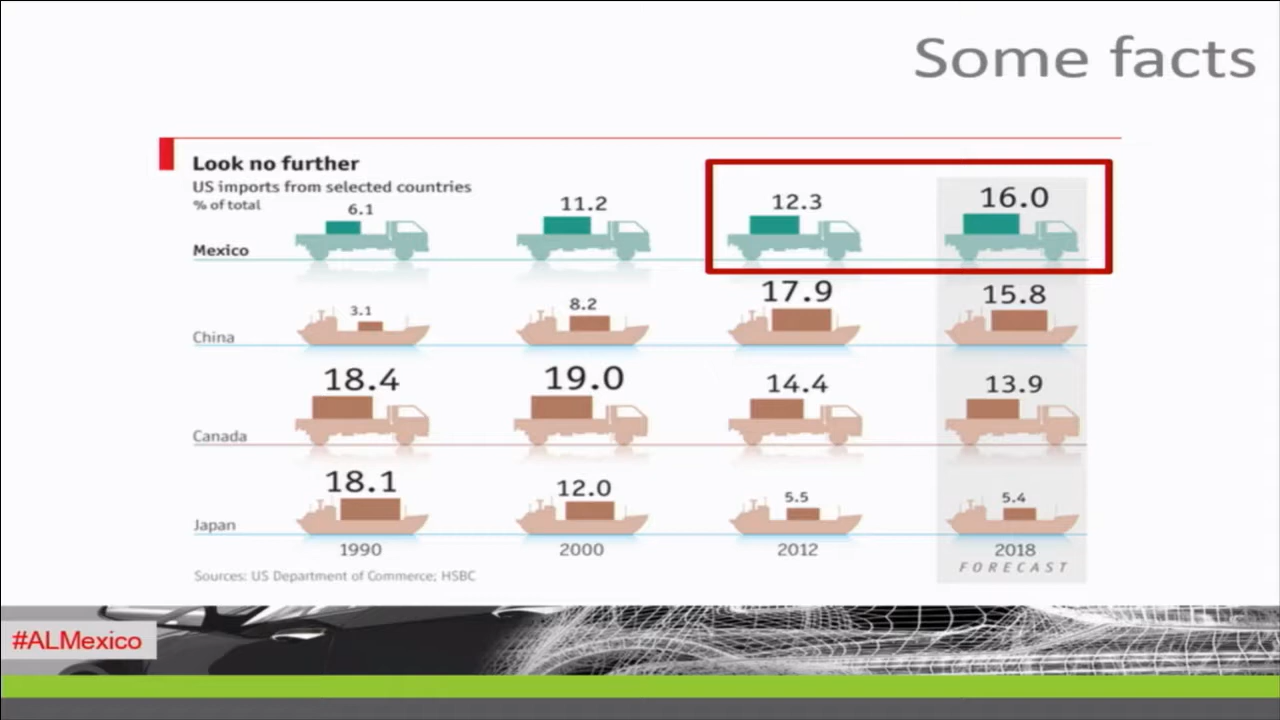 Some facts
Look no further
US imports from selected countries
% of total
6.1
11.2
12.3
16.0
Mexico
3.1
8.2
17.9
15.8
China
18.4
19.0
14.4
13.9
Canada
18.1
12.0
5.5
5.4
Japan
1990
2000
2012
2018
FORECAST
Sources: US Department of Commerce; HSBC
#ALMexico